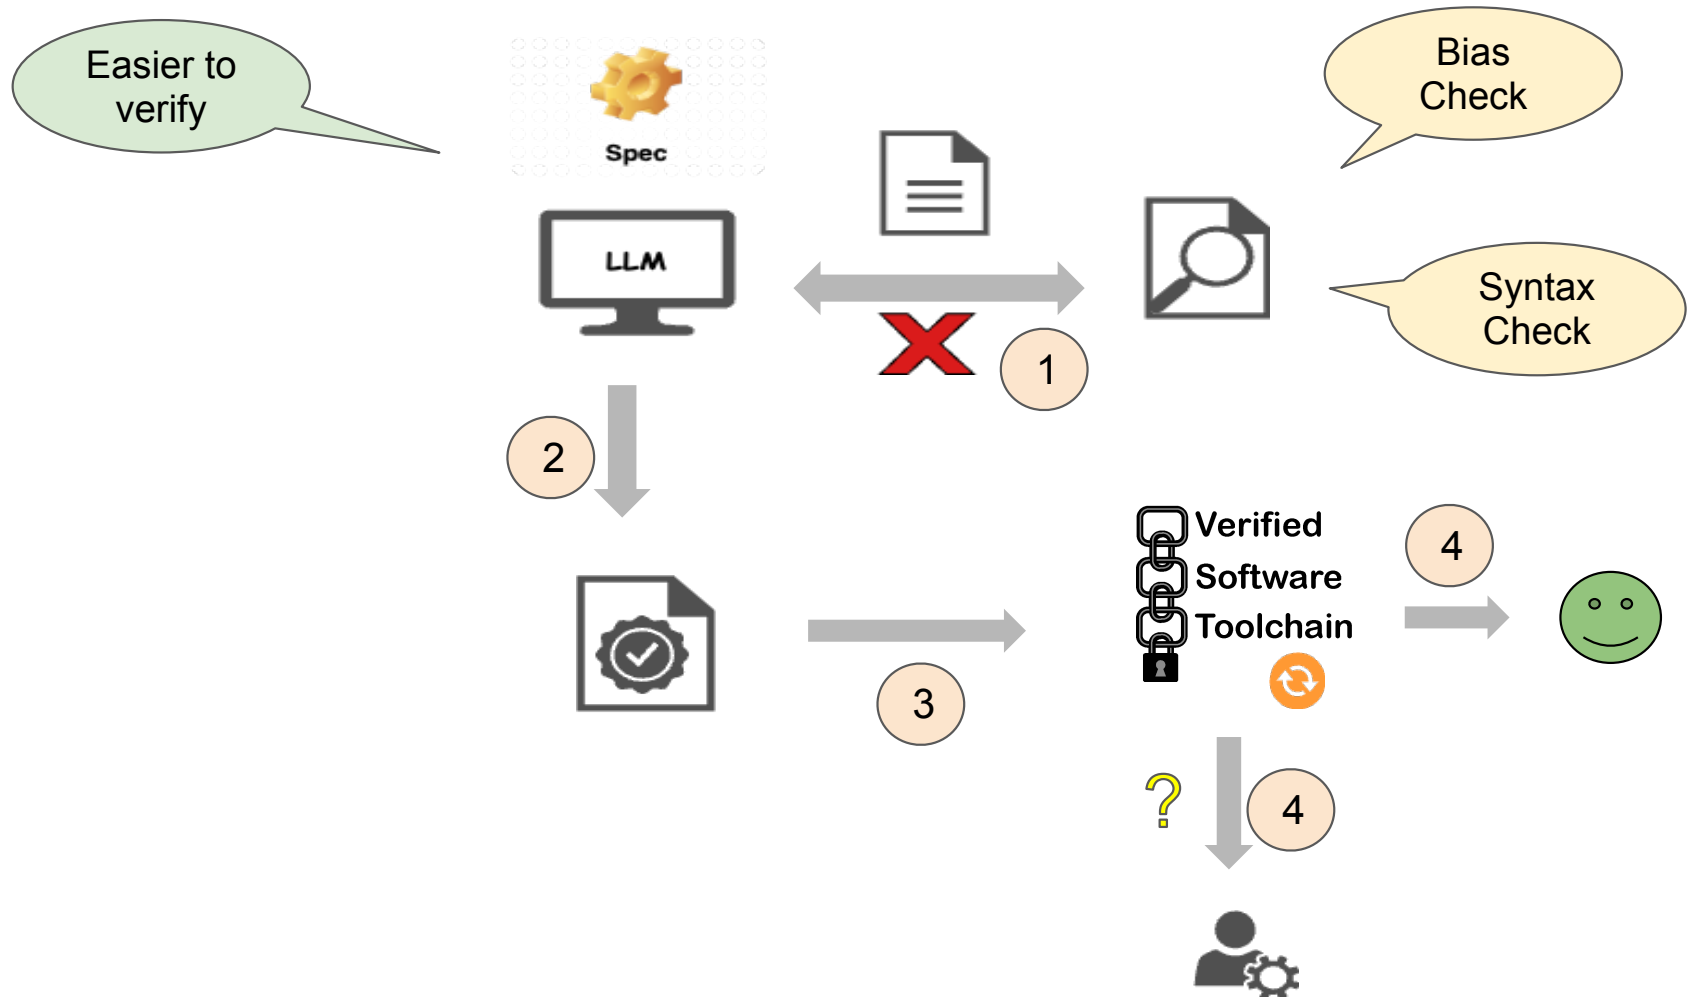 Easier to
verify
Spec
LLM
Bias
Check
Syntax
Check
1
2
3
Verified
Software
Toolchain
4
?
4